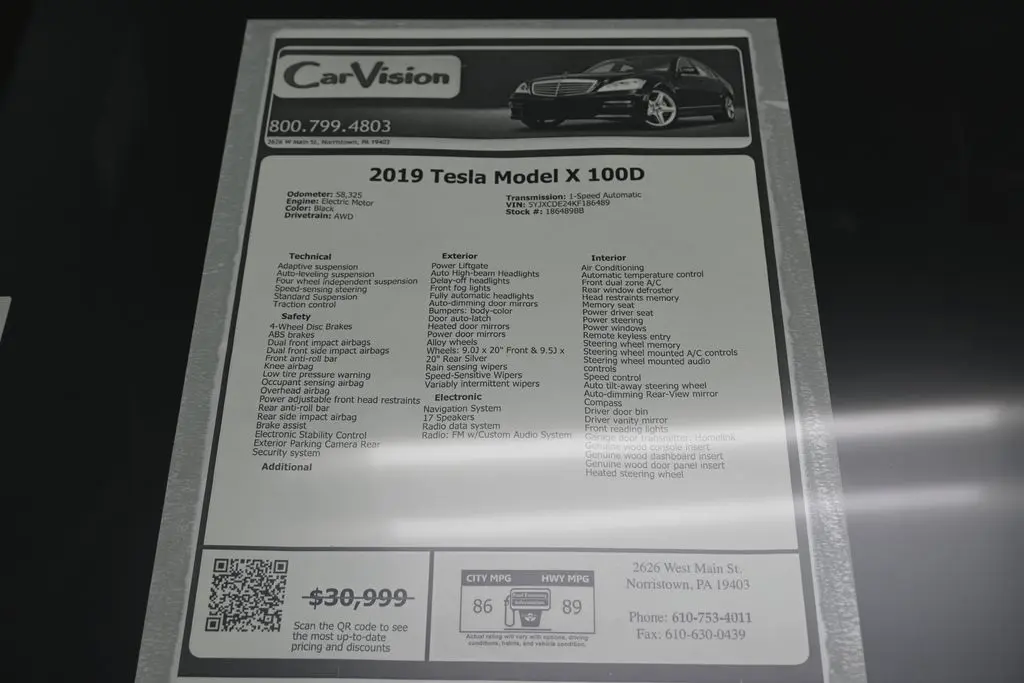 CarVision
800.799.4803
2626 W Main St, Norristown, PA 19403
2019 Tesla Model X 100D
Odometer: 58,325
Engine: Electric Motor
Color: Black
Drivetrain: AWD
Transmission: 1-Speed Automatic
VIN: 5YJXCDE24KF186489
Stock #: 186489BB
Technical
Adaptive suspension
Auto-leveling suspension
Four wheel independent suspension
Speed-sensing steering
Standard Suspension
Traction control
Safety
4-Wheel Disc Brakes
ABS brakes
Dual front impact airbags
Dual front side impact airbags
Front anti-roll bar
Knee airbag
Low tire pressure warning
Occupant sensing airbag
Overhead airbag
Power adjustable front head restraints
Rear anti-roll bar
Rear side impact airbag
Brake assist
Electronic Stability Control
Exterior Parking Camera Rear
Security system
Additional
Exterior
Power Liftgate
Auto High-beam Headlights
Delay-off headlights
Front fog lights
Fully automatic headlights
Auto-dimming door mirrors
Bumpers: body-color
Door auto-latch
Heated door mirrors
Power door mirrors
Alloy wheels
Wheels: 9.0J x 20" Front & 9.5J x
20" Rear Silver
Rain sensing wipers
Speed-Sensitive Wipers
Variably intermittent wipers
Electronic
Navigation System
17 Speakers
Radio data system
Radio: FM w/Custom Audio System
Interior
Air Conditioning
Automatic temperature control
Front dual zone A/C
Rear window defroster
Head restraints memory
Memory seat
Power driver seat
Power steering
Power windows
Remote keyless entry
Steering wheel memory
Steering wheel mounted A/C controls
Steering wheel mounted audio
controls
Speed control
Auto tilt-away steering wheel
Auto-dimming Rear-View mirror
Compass
Driver door bin
Driver vanity mirror
Front reading lights
Garage door transmitter: Homelink
Genuine wood console insert
Genuine wood dashboard insert
Genuine wood door panel insert
Heated steering wheel
$30,999
Scan the QR code to see
the most up-to-date
pricing and discounts
CITY MPG
HWY MPG
86
Fuel Economy
Information
89
Actual rating will vary with options, driving
conditions, habits, and vehicle condition.
2626 West Main St.
Norristown, PA 19403
Phone: 610-753-4011
Fax: 610-630-0439